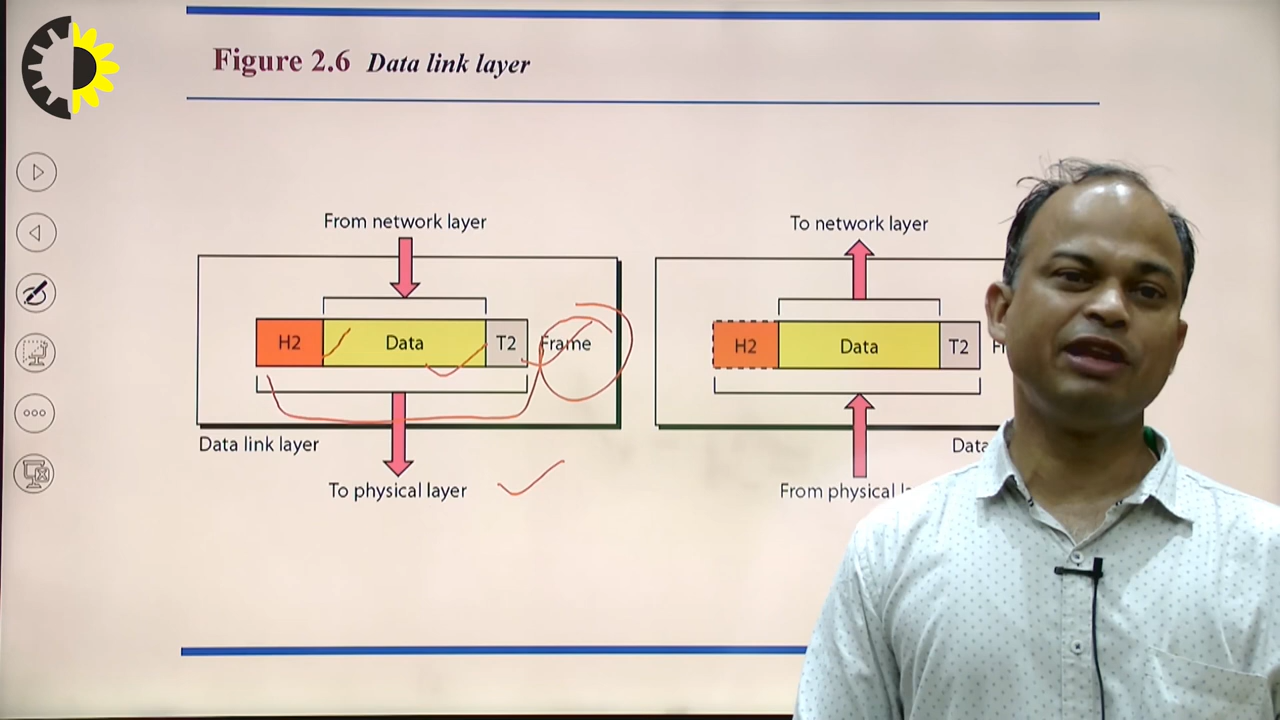 Figure 2.6 Data link layer
From network layer
H2 Data T2 Frame
Data link layer
To physical layer
To network layer
H2 Data T2
Data
From physical